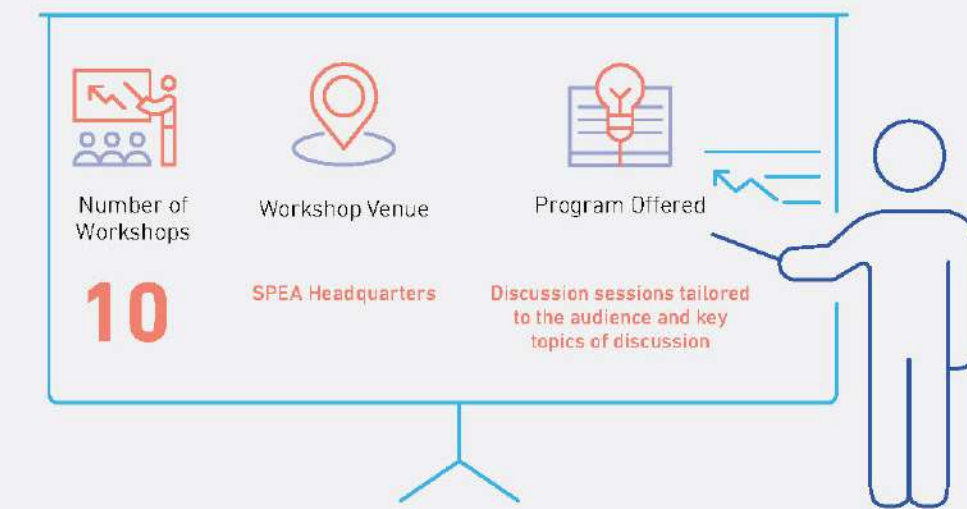 Number of
Workshops
10
Workshop Venue
SPEA Headquarters
Program Offered
Discussion sessions tailored
to the audience and key
topics of discussion